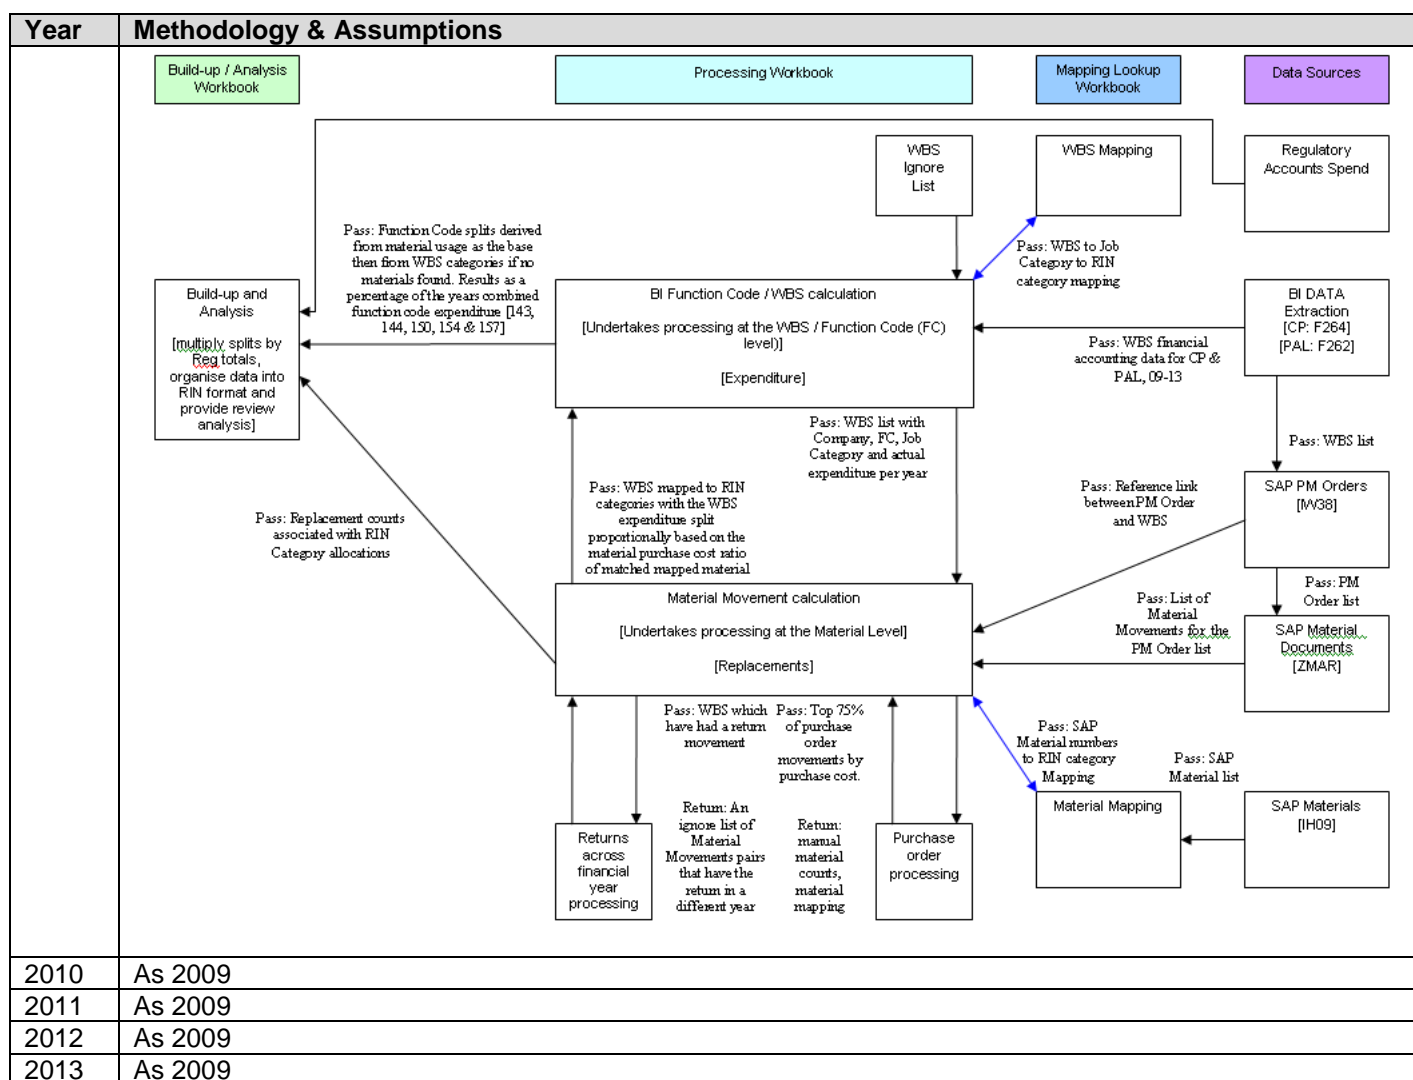 Year
Methodology & Assumptions
Build-up / Analysis
Workbook
Processing Workbook
Mapping Lookup
Workbook
Data Sources
WBS
Ignore
List
WBS Mapping
Regulatory
Accounts Spend
Pass: Function Code splits derived
from material usage as the base
then from WBS categories if no
materials found. Results as a
percentage of the years combined
function code expenditure [143,
144, 150, 154 & 157]
Pass: WBS to Job
Category to RIN
category mapping
Build-up and
Analysis
[multiply splits by
Reg totals,
organise data into
RIN format and
provide review
analysis]
BI Function Code / WBS calculation
[Undertakes processing at the WBS / Function Code (FC)
level)]
[Expenditure]
BI DATA
Extraction
[CP: F264]
[PAL: F262]
Pass: WBS financial
accounting data for CP &
PAL, 09-13
Pass: WBS list with
Company, FC, Job
Category and actual
expenditure per year
Pass: WBS list
Pass: WBS mapped to RIN
categories with the WBS
expenditure split
proportionally based on the
material purchase cost ratio
of matched mapped material
Pass: Reference link
between PM Order
and WBS
SAP PM Orders
[IW38]
Pass: Replacement counts
associated with RIN
Category allocations
Pass: PM
Order list
Material Movement calculation
[Undertakes processing at the Material Level]
[Replacements]
Pass: List of
Material
Movements for the
PM Order list
SAP Material
Documents
[ZMAR]
Pass: WBS which
have had a return
movement
Pass: Top 75%
of purchase
order
movements by
purchase cost.
Pass: SAP
Material numbers
to RIN category
Mapping
Pass: SAP
Material list
Returns
across
financial
year
processing
Return: An
ignore list of
Material
Movements pairs
that have the
return in a
different year
Return:
manual
material
counts,
material
mapping
Purchase
order
processing
Material Mapping
SAP Materials
[IH09]
2010
As 2009
2011
As 2009
2012
As 2009
2013
As 2009